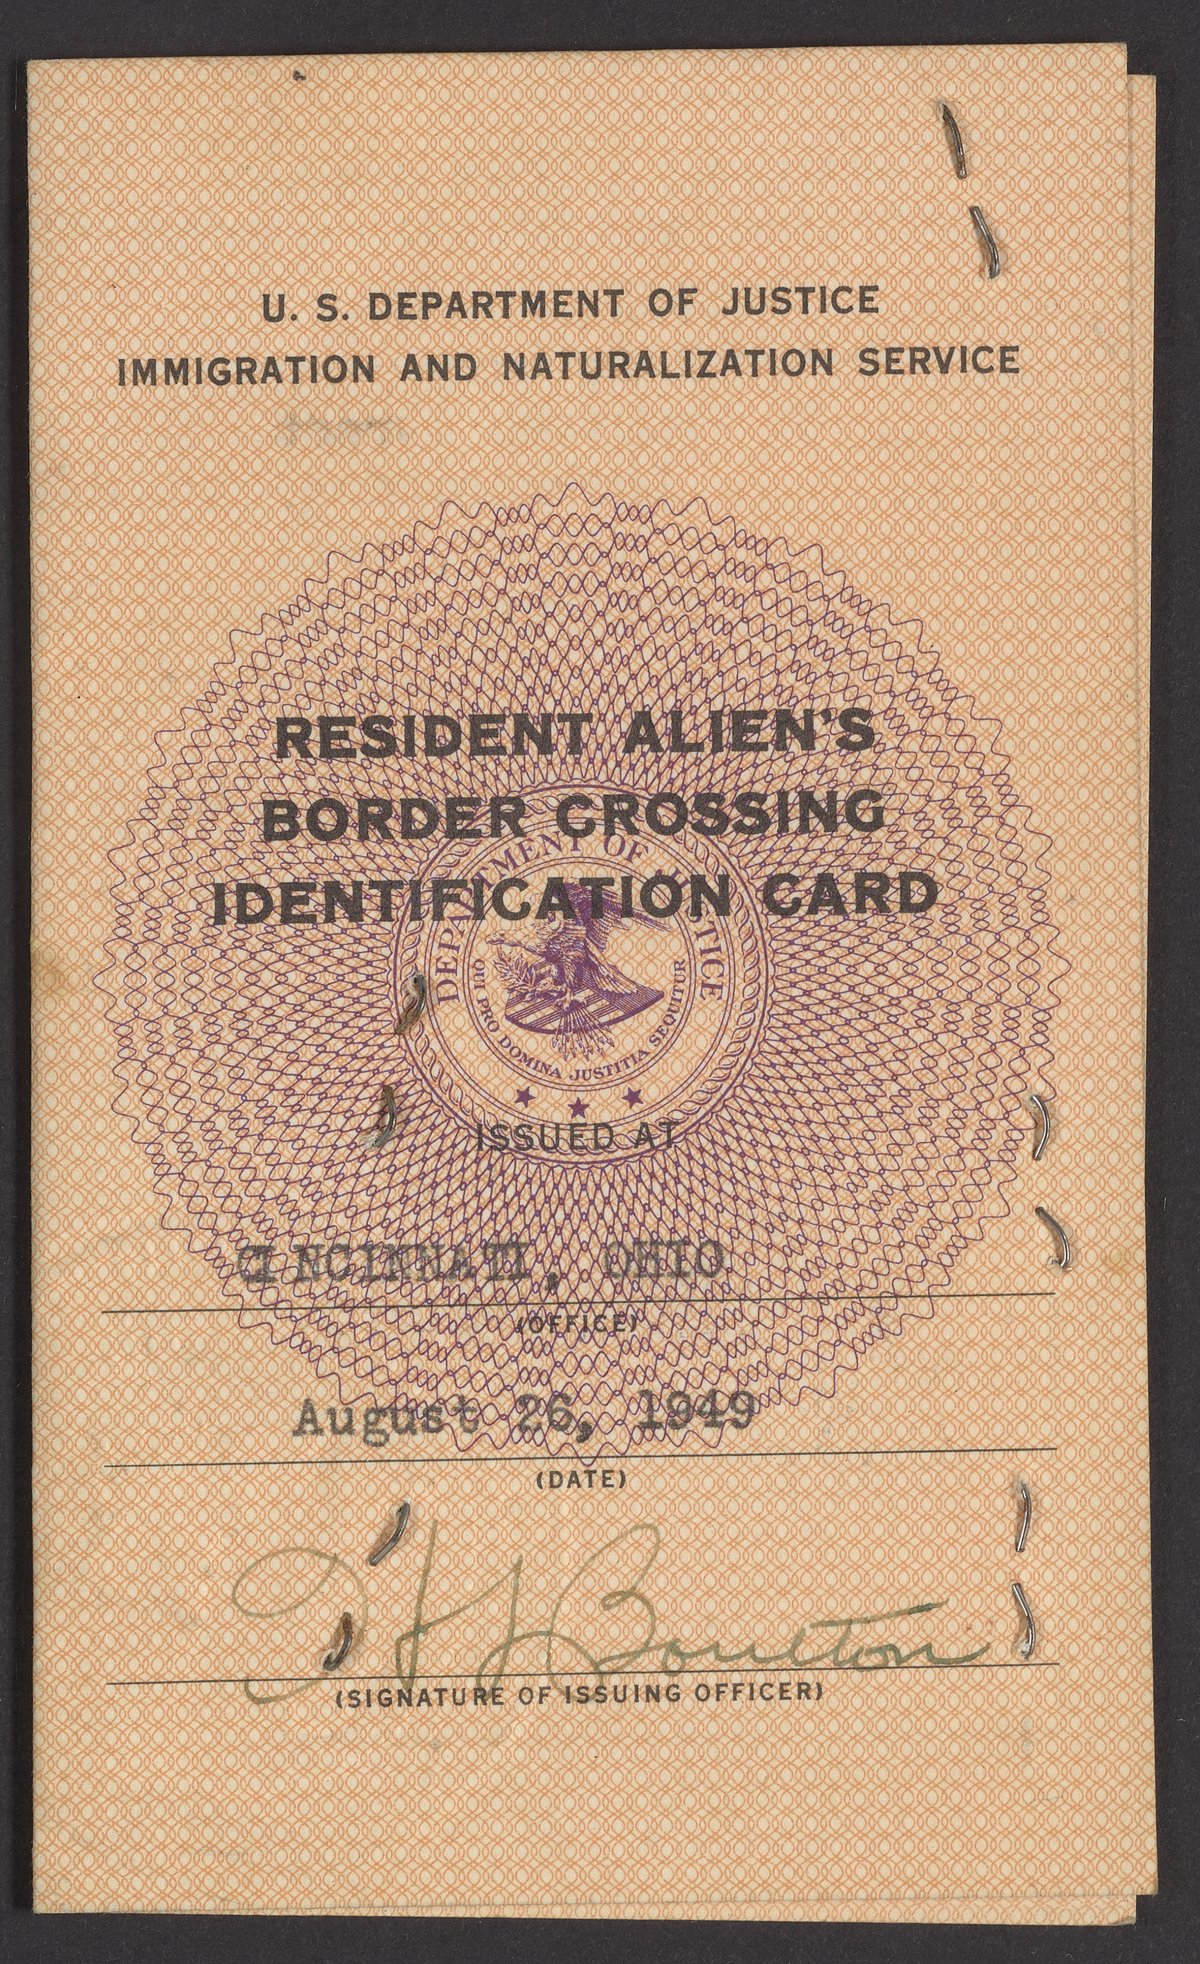 U. S. DEPARTMENT OF JUSTICE
IMMIGRATION AND NATURALIZATION SERVICE
RESIDENT ALIEN'S
BORDER CROSSING
IDENTIFICATION CARD
DEPARTMENT OF JUSTICE
QUI PRO DOMINA JUSTITIA SEQUITUR
ISSUED AT
CINCINNATI, OHIO
(OFFICE)
August 26, 1949
(DATE)
Boulton
(SIGNATURE OF ISSUING OFFICER)